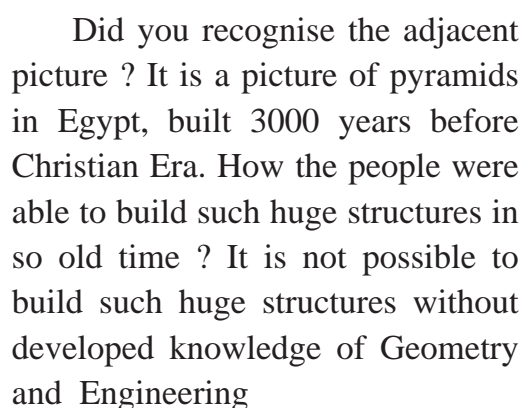 Did you recognise the adjacent
picture ? It is a picture of pyramids
in Egypt, built 3000 years before
Christian Era. How the people were
able to build such huge structures in
so old time ? It is not possible to
build such huge structures without
developed knowledge of Geometry
and Engineering